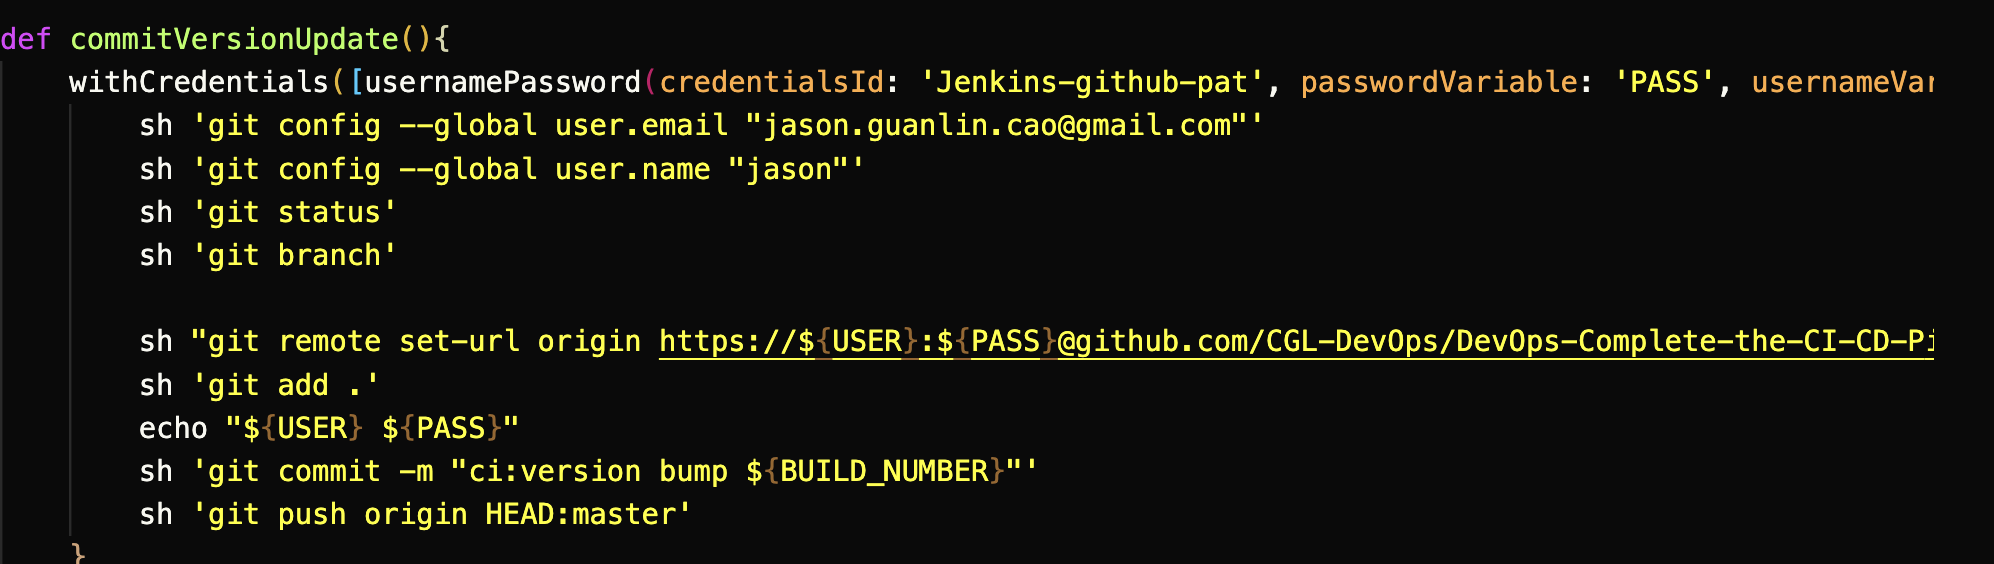 def commitVersionUpdate(){
withCredentials([usernamePassword(credentialsId: 'Jenkins-github-pat', passwordVariable: 'PASS', usernameVar
sh 'git config --global user.email "jason.guanlin.cao@gmail.com"'
sh 'git config --global user.name "jason"'
sh 'git status'
sh 'git branch'
sh "git remote set-url origin https://${USER}:${PASS}@github.com/CGL-DevOps/DevOps-Complete-the-CI-CD-Pi
sh 'git add .'
echo "${USER} ${PASS}"
sh 'git commit -m "ci:version bump ${BUILD_NUMBER}"'
sh 'git push origin HEAD:master'
}